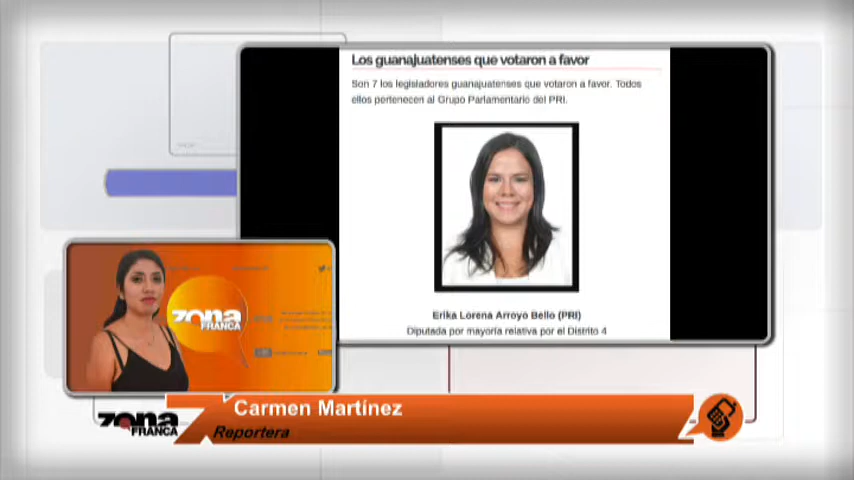 Los guanajuatenses que votaron a favor
Son 7 los legisladores guanajuatenses que votaron a favor. Todos
ellos pertenecen al Grupo Parlamentario del PRI.
Erika Lorena Arroyo Bello (PRI)
Diputada por mayoría relativa por el Distrito 4
zona
FRANCA
Carmen Martínez
Reportera
zona
FRANCA